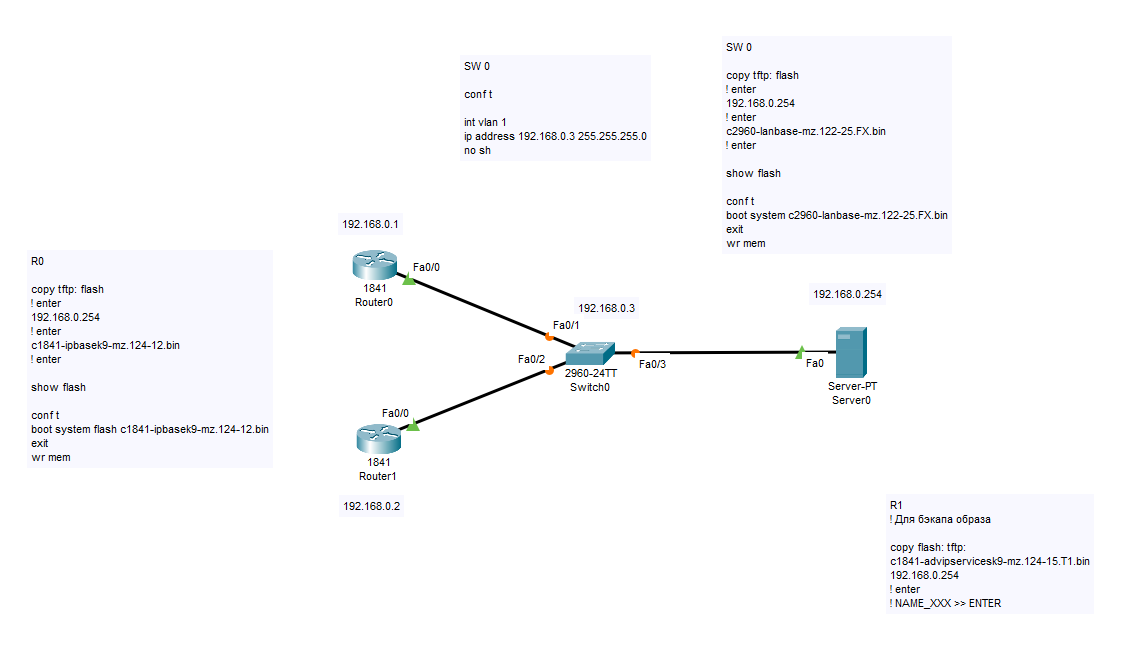 SW 0
conf t
int vlan 1
ip address 192.168.0.3 255.255.255.0
no sh
SW 0
copy tftp: flash
! enter
192.168.0.254
! enter
c2960-lanbase-mz.122-25.FX.bin
! enter
show flash
conf t
boot system c2960-lanbase-mz.122-25.FX.bin
exit
wr mem
R0
copy tftp: flash
! enter
192.168.0.254
! enter
c1841-ipbasek9-mz.124-12.bin
! enter
show flash
conf t
boot system flash c1841-ipbasek9-mz.124-12.bin
exit
wr mem
192.168.0.1
Fa0/0
1841
Router0
192.168.0.3
Fa0/1
Fa0/2
Fa0/3
2960-24TT
Switch0
192.168.0.254
Fa0
Server-PT
Server0
Fa0/0
1841
Router1
192.168.0.2
R1
! Для бэкапа образа
copy flash: tftp:
c1841-advipservicesk9-mz.124-15.T1.bin
192.168.0.254
! enter
! NAME_XXX >> ENTER